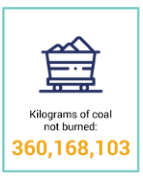 Kilograms of coal
not burned:
360,168,103